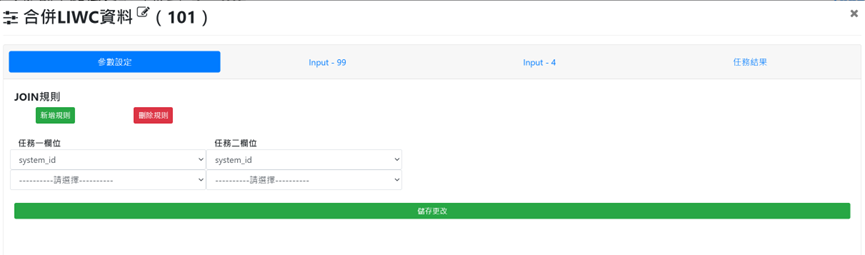 合併LIWC資料 ( 101 )
參數設定 Input - 99 Input - 4 任務結果
JOIN規則
新增規則 刪除規則
任務一欄位 任務二欄位
system_id system_id
----------請選擇---------- ----------請選擇----------
儲存更改